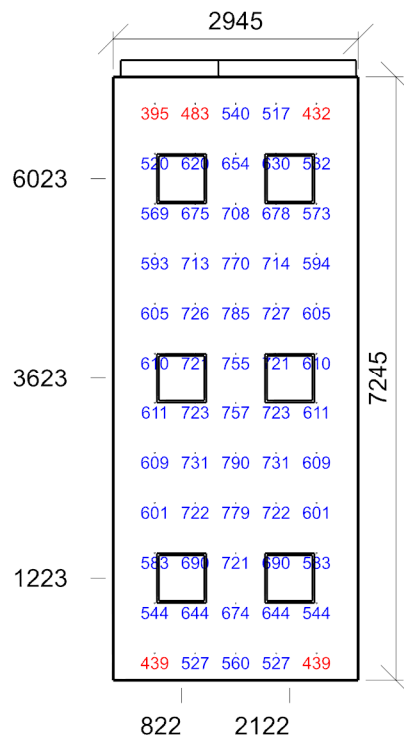 2945
395 483 540 517 432
520 620 654 630 532
6023
569 675 708 678 573
593 713 770 714 594
605 726 785 727 605
610 721 755 721 610
3623
7245
611 723 757 723 611
609 731 790 731 609
601 722 779 722 601
583 690 721 690 583
1223
544 644 674 644 544
439 527 560 527 439
822 2122